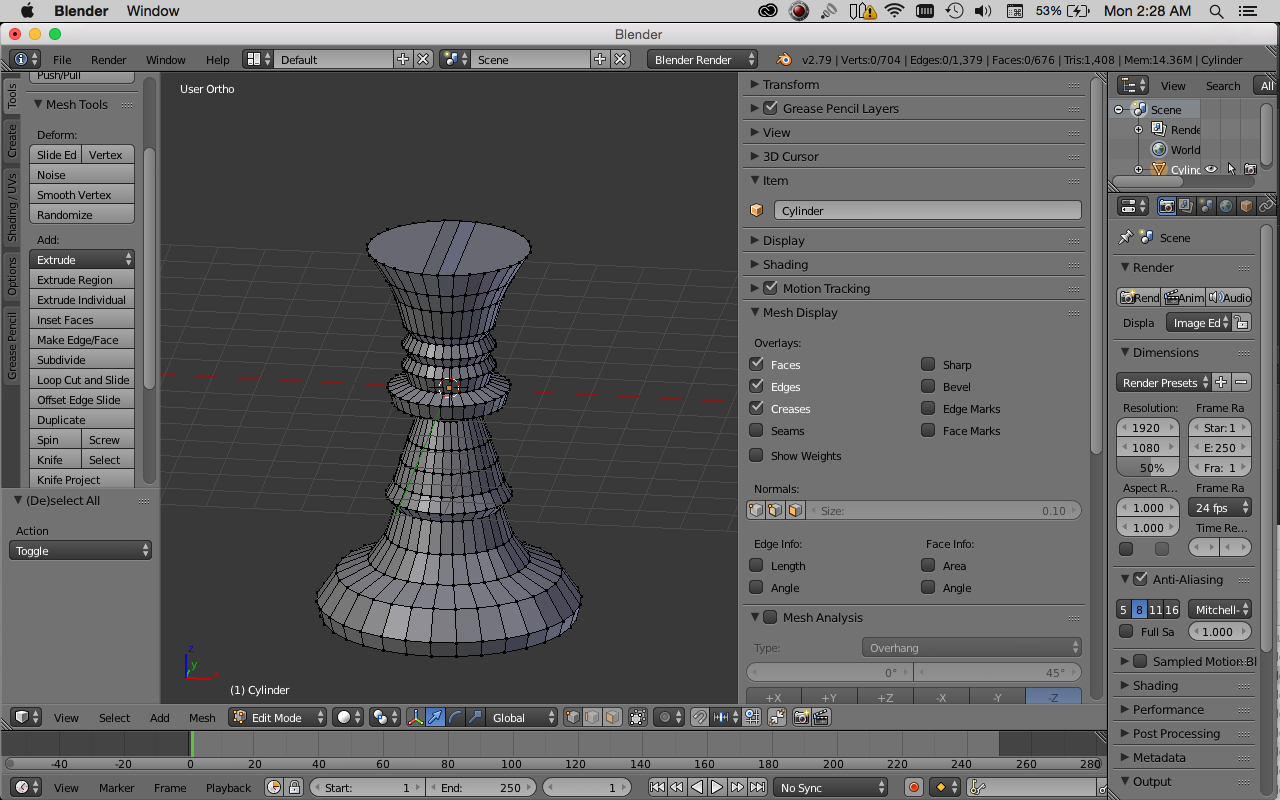 Blender Window 53% Mon 2:28 AM
Blender
File Render Window Help Default Scene Blender Render v2.79 | Verts:0/704 | Edges:0/1,379 | Faces:0/676 | Tris:1,408 | Mem:14.36M | Cylinder
Tools
Create
Shading / UVs
Options
Grease Pencil
Push/Pull
Mesh Tools
Deform:
Slide Ed Vertex
Noise
Smooth Vertex
Randomize
Add:
Extrude
Extrude Region
Extrude Individual
Inset Faces
Make Edge/Face
Subdivide
Loop Cut and Slide
Offset Edge Slide
Duplicate
Spin Screw
Knife Select
Knife Project
(De)select All
Action
Toggle
User Ortho
z
y
x
(1) Cylinder
Transform
Grease Pencil Layers
View
3D Cursor
Item
Cylinder
Display
Shading
Motion Tracking
Mesh Display
Overlays:
Faces Sharp
Edges Bevel
Creases Edge Marks
Seams Face Marks
Show Weights
Normals:
Size: 0.10
Edge Info: Face Info:
Length Area
Angle Angle
Mesh Analysis
Type: Overhang
0° 45°
+X +Y +Z -X -Y -Z
View Search All
Scene
Rende
World
Cylinc
Scene
Render
Rend Anim Audio
Displa Image Ed
Dimensions
Render Presets
Resolution: Frame Ra
1920 Star: 1
1080 E: 250
50% Fra: 1
Aspect R... Frame Ra
1.000 24 fps
1.000 Time Re...
Anti-Aliasing
5 8 11 16 Mitchell-
Full Sa 1.000
Sampled Motion Bl
Shading
Performance
Post Processing
Metadata
Output
View Select Add Mesh Edit Mode Global
-40 -20 0 20 40 60 80 100 120 140 160 180 200 220 240 260 280
View Marker Frame Playback Start: 1 End: 250 1 No Sync